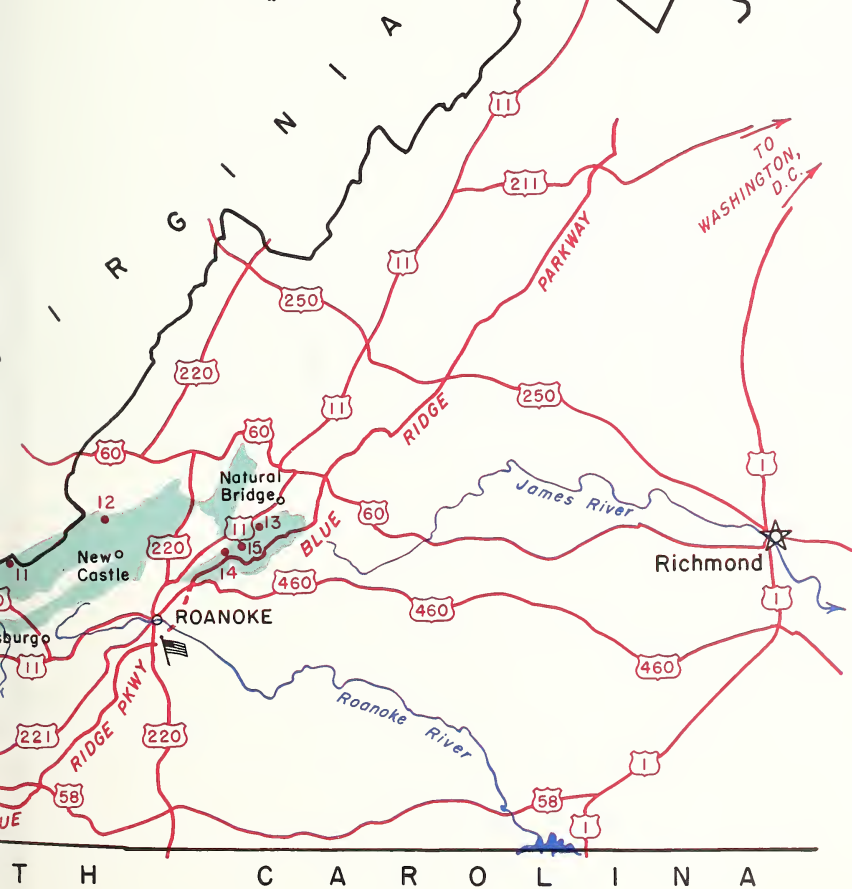 I R G I N I A
11
211
TO
WASHINGTON,
D.C.
PARKWAY
11
250
220
11
250
RIDGE
60
60
Natural
Bridge
1
James River
12
11
13
60
BLUE
220
15
New
Castle
14
11
Richmond
460
460
1
ROANOKE
sburg
11
460
RIDGE PKWY
Roanoke River
221
220
1
58
58
UE
1
T H C A R O L I N A